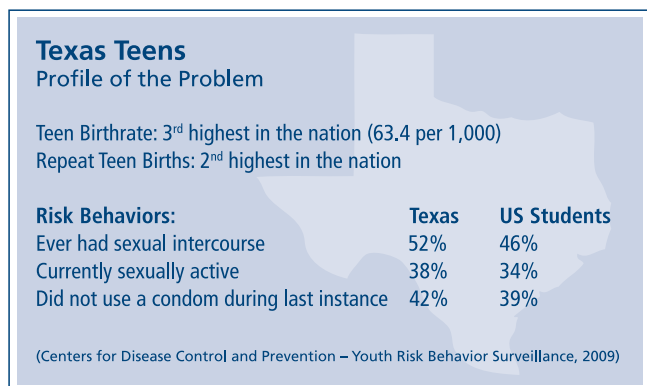 Texas Teens
Profile of the Problem
Teen Birthrate: 3rd highest in the nation (63.4 per 1,000)
Repeat Teen Births: 2nd highest in the nation
Risk Behaviors: Texas US Students
Ever had sexual intercourse 52% 46%
Currently sexually active 38% 34%
Did not use a condom during last instance 42% 39%
(Centers for Disease Control and Prevention – Youth Risk Behavior Surveillance, 2009)